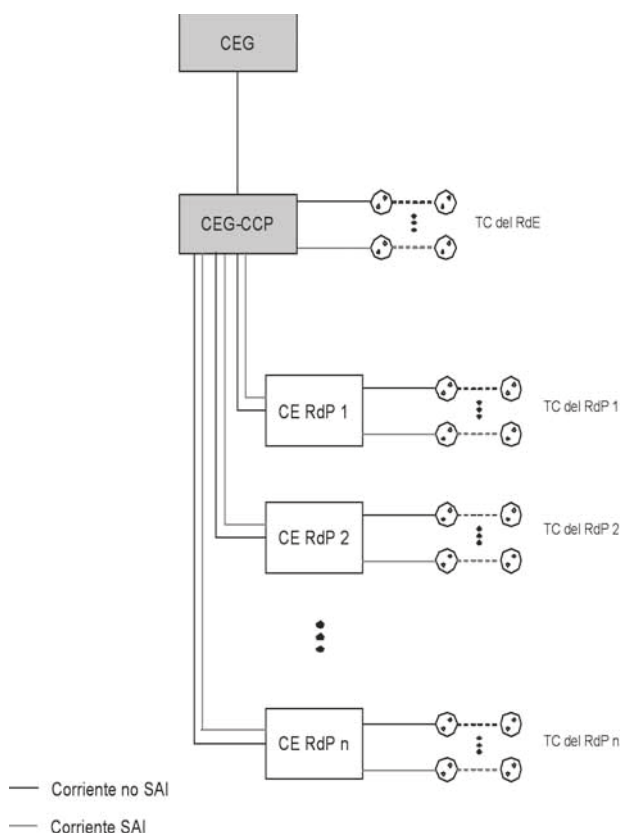 CEG
CEG-CCP
TC del RdE
CE RdP 1
TC del RdP 1
CE RdP 2
TC del RdP 2
CE RdP n
TC del RdP n
Corriente no SAI
Corriente SAI